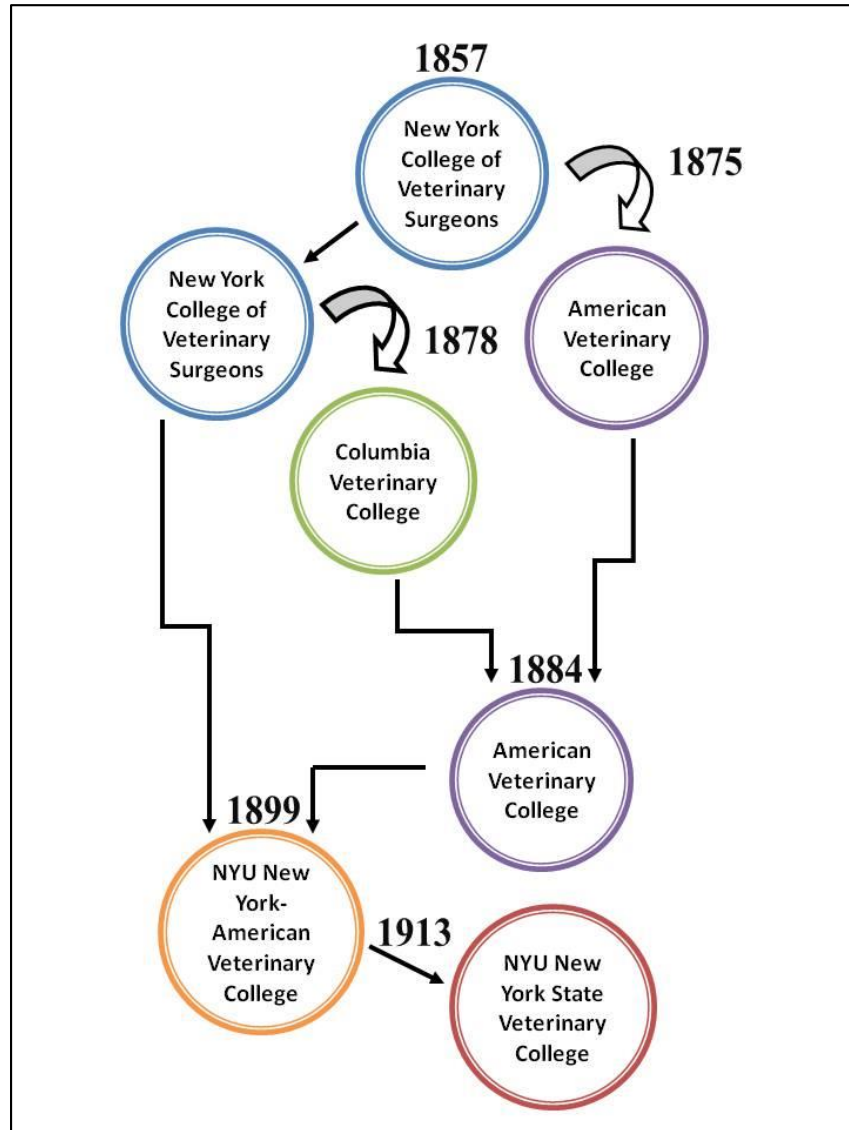 1857
New York
College of
Veterinary
Surgeons
1875
New York
College of
Veterinary
Surgeons
1878
American
Veterinary
College
Columbia
Veterinary
College
1884
American
Veterinary
College
1899
NYU New
York-
American
Veterinary
College
1913
NYU New
York State
Veterinary
College